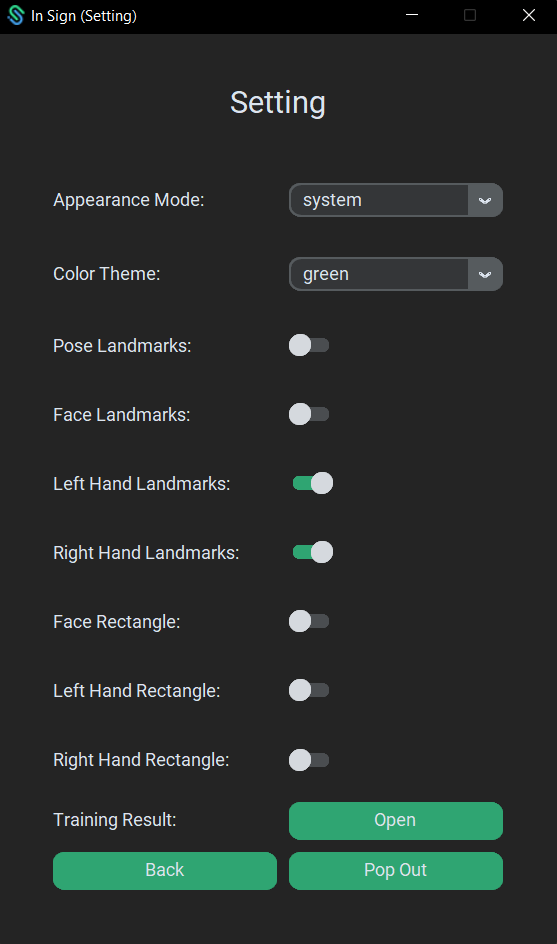 In Sign (Setting)
Setting
Appearance Mode: system
Color Theme: green
Pose Landmarks:
Face Landmarks:
Left Hand Landmarks:
Right Hand Landmarks:
Face Rectangle:
Left Hand Rectangle:
Right Hand Rectangle:
Training Result: Open
Back Pop Out